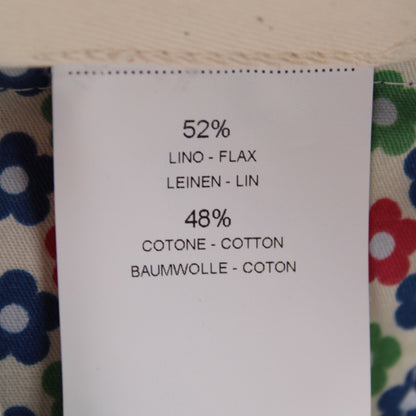 52%
LINO - FLAX
LEINEN - LIN
48%
COTONE - COTTON
BAUMWOLLE - COTON